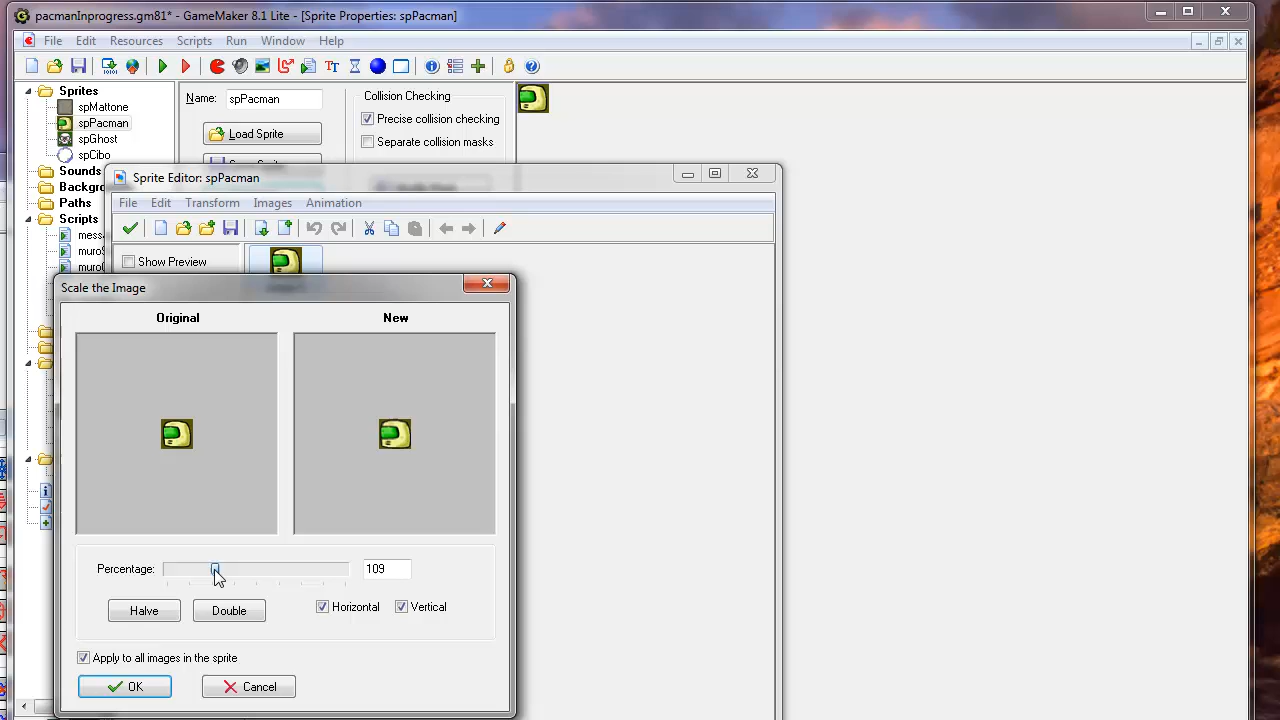 pacmanInprogress.gm81* - GameMaker 8.1 Lite - [Sprite Properties: spPacman]
File Edit Resources Scripts Run Window Help
Sprites
spMattone
spPacman
spGhost
spCibo
Sounds
Backgr
Paths
Scripts
mess
muro
Name: spPacman
Load Sprite
Collision Checking
Precise collision checking
Separate collision masks
Sprite Editor: spPacman
File Edit Transform Images Animation
Show Preview
Scale the Image
Original New
Percentage: 109
Halve Double Horizontal Vertical
Apply to all images in the sprite
OK Cancel